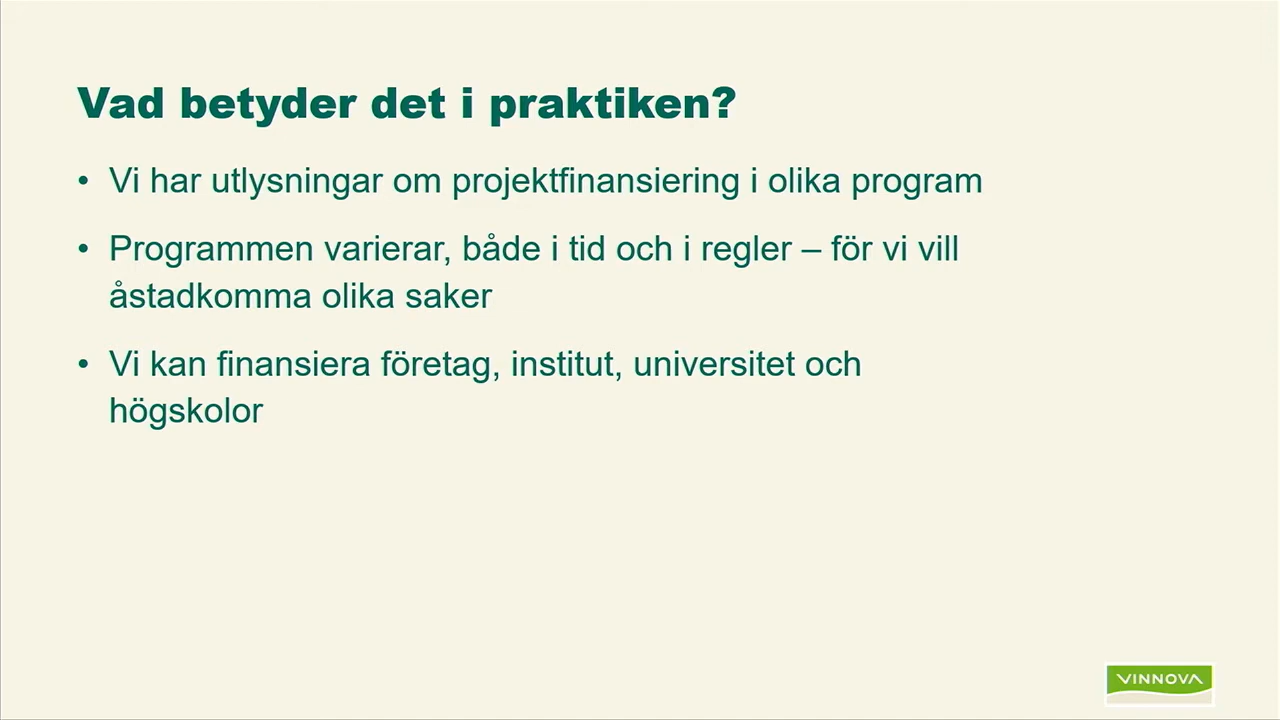 Vad betyder det i praktiken?
• Vi har utlysningar om projektfinansiering i olika program
• Programmen varierar, både i tid och i regler – för vi vill
åstadkomma olika saker
• Vi kan finansiera företag, institut, universitet och
högskolor
VINNOVA